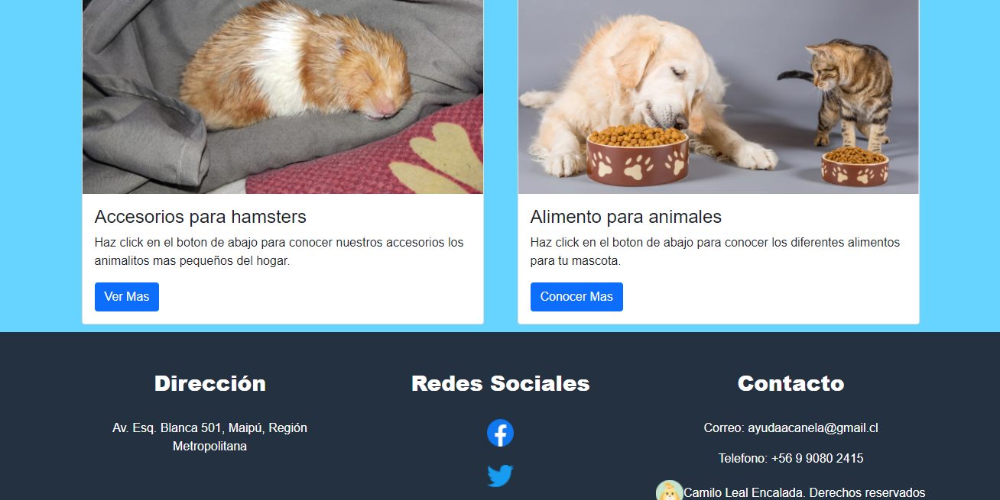 Accesorios para hamsters
Haz click en el boton de abajo para conocer nuestros accesorios los
animalitos mas pequeños del hogar.
Ver Mas
Alimento para animales
Haz click en el boton de abajo para conocer los diferentes alimentos
para tu mascota.
Conocer Mas
Dirección
Av. Esq. Blanca 501, Maipú, Región
Metropolitana
Redes Sociales
Contacto
Correo: ayudaacanela@gmail.cl
Telefono: +56 9 9080 2415
Camilo Leal Encalada. Derechos reservados